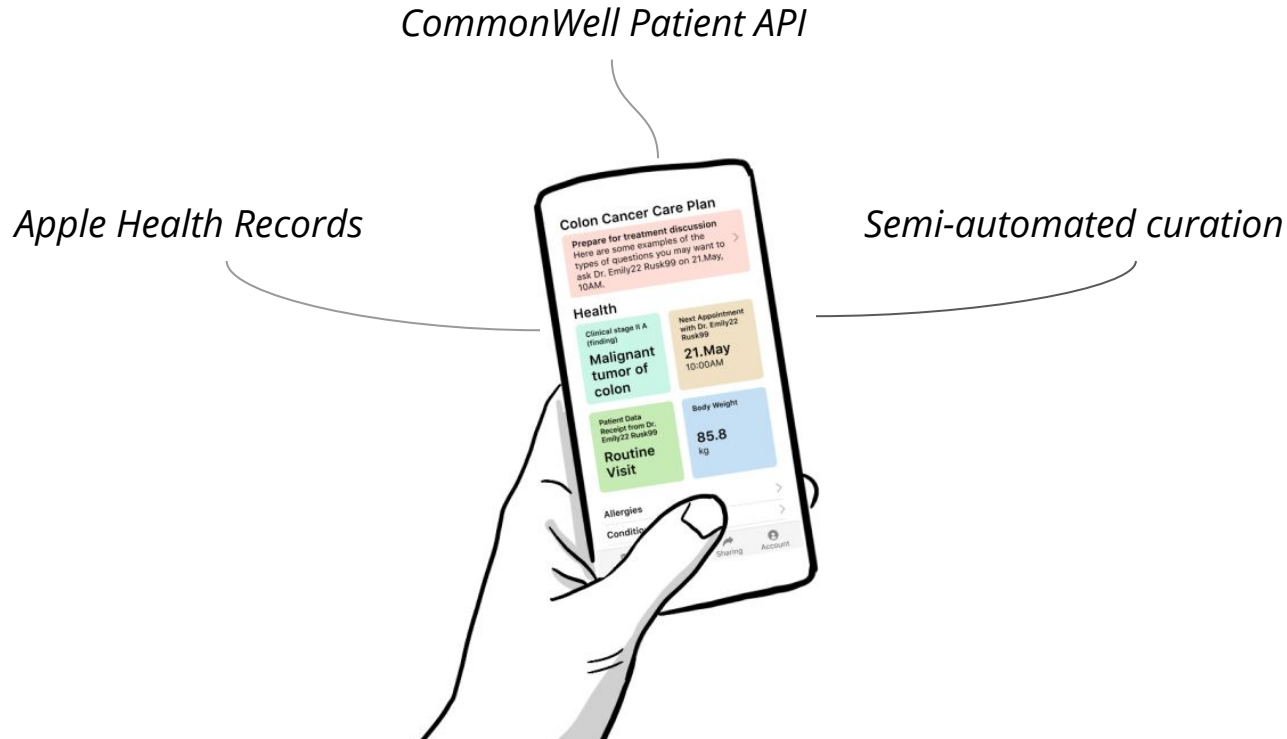 CommonWell Patient API
Apple Health Records
Semi-automated curation
Colon Cancer Care Plan
Prepare for treatment discussion
Here are some examples of the
types of questions you may want to
ask Dr. Emily22 Rusk99 on 21.May,
10AM.
Health
Clinical stage II A
(finding)
Malignant
tumor of
colon
Next Appointment
with Dr. Emily22
Rusk99
21.May
10:00AM
Patient Data
Receipt from Dr.
Emily22 Rusk99
Routine
Visit
Body Weight
85.8
kg
Allergies
Sharing
Account